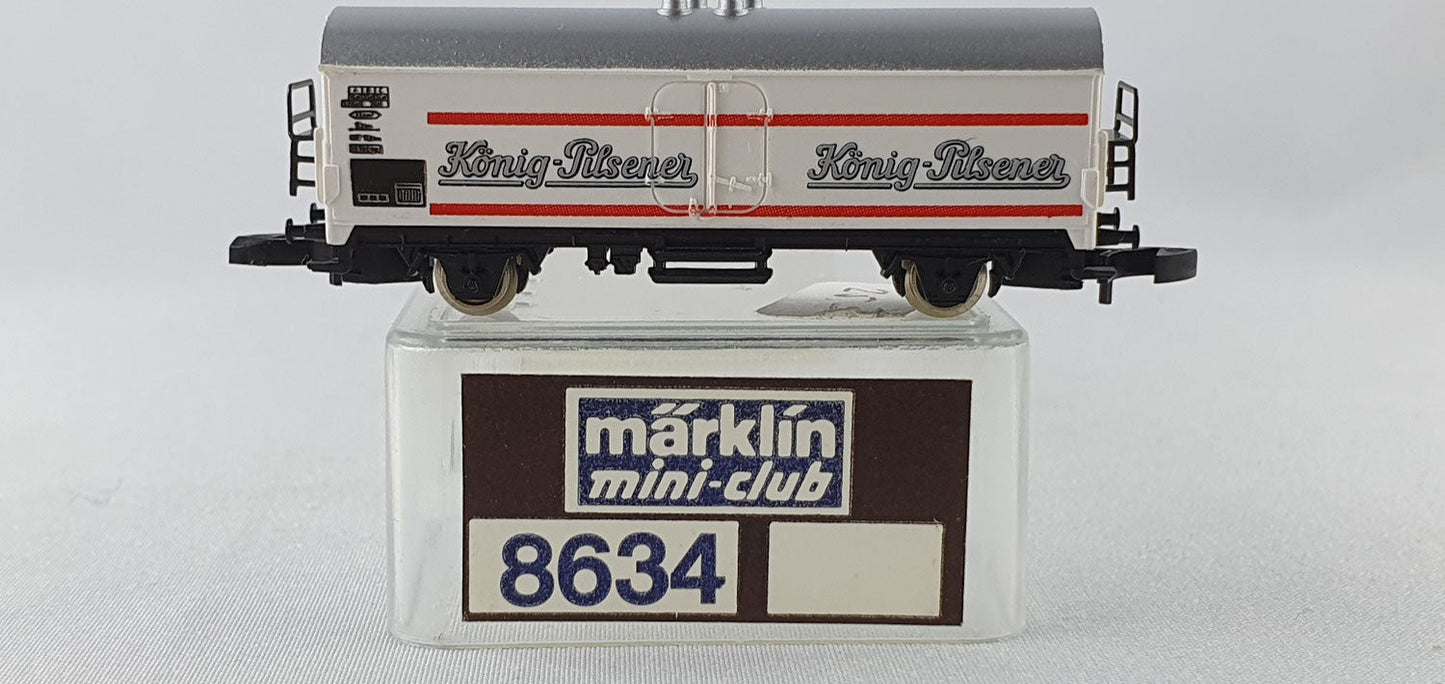 König-Pilsener König-Pilsener
märklin
mini-club
8634